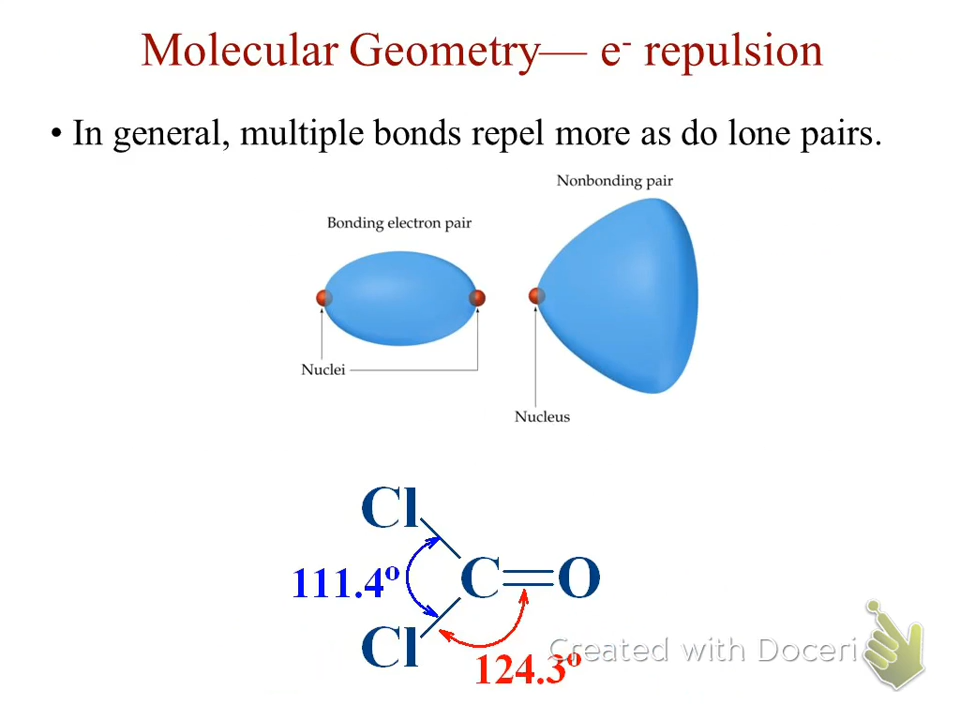 Molecular Geometry— e⁻ repulsion
• In general, multiple bonds repel more as do lone pairs.
Nonbonding pair
Bonding electron pair
Nuclei
Nucleus
Cl
111.4º
C=O
Cl
124.3º
Created with Doceri